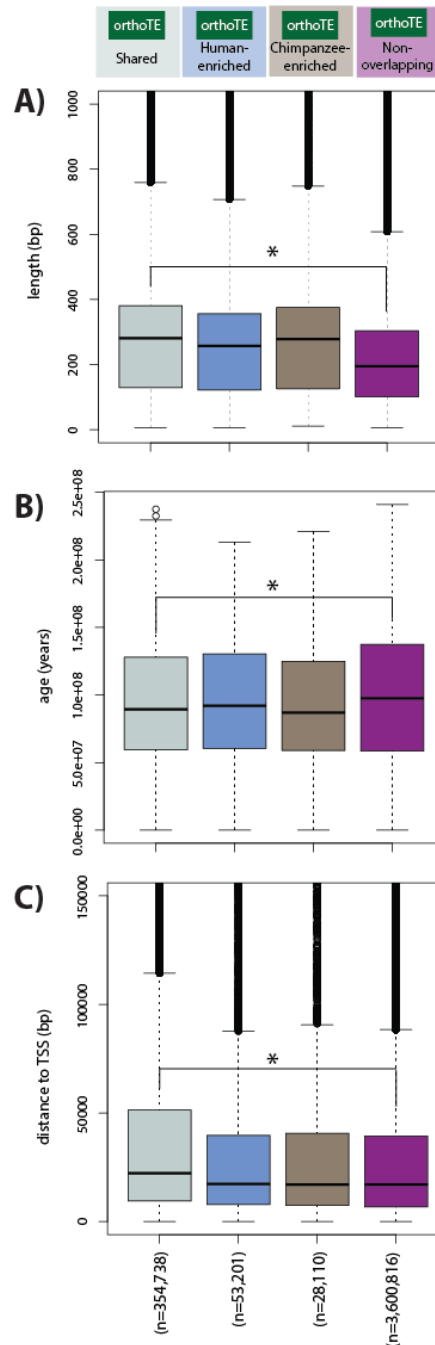 orthoTE orthoTE orthoTE orthoTE
Shared Human-enriched Chimpanzee-enriched Non-overlapping
A)
length (bp)
1000
800
600
400
200
0
*
B)
age (years)
2.5e+08
2.0e+08
1.5e+08
1.0e+08
5.0e+07
0.0e+00
*
C)
distance to TSS (bp)
150000
100000
50000
0
*
(n=354,738)
(n=53,201)
(n=28,110)
(n=3,600,816)